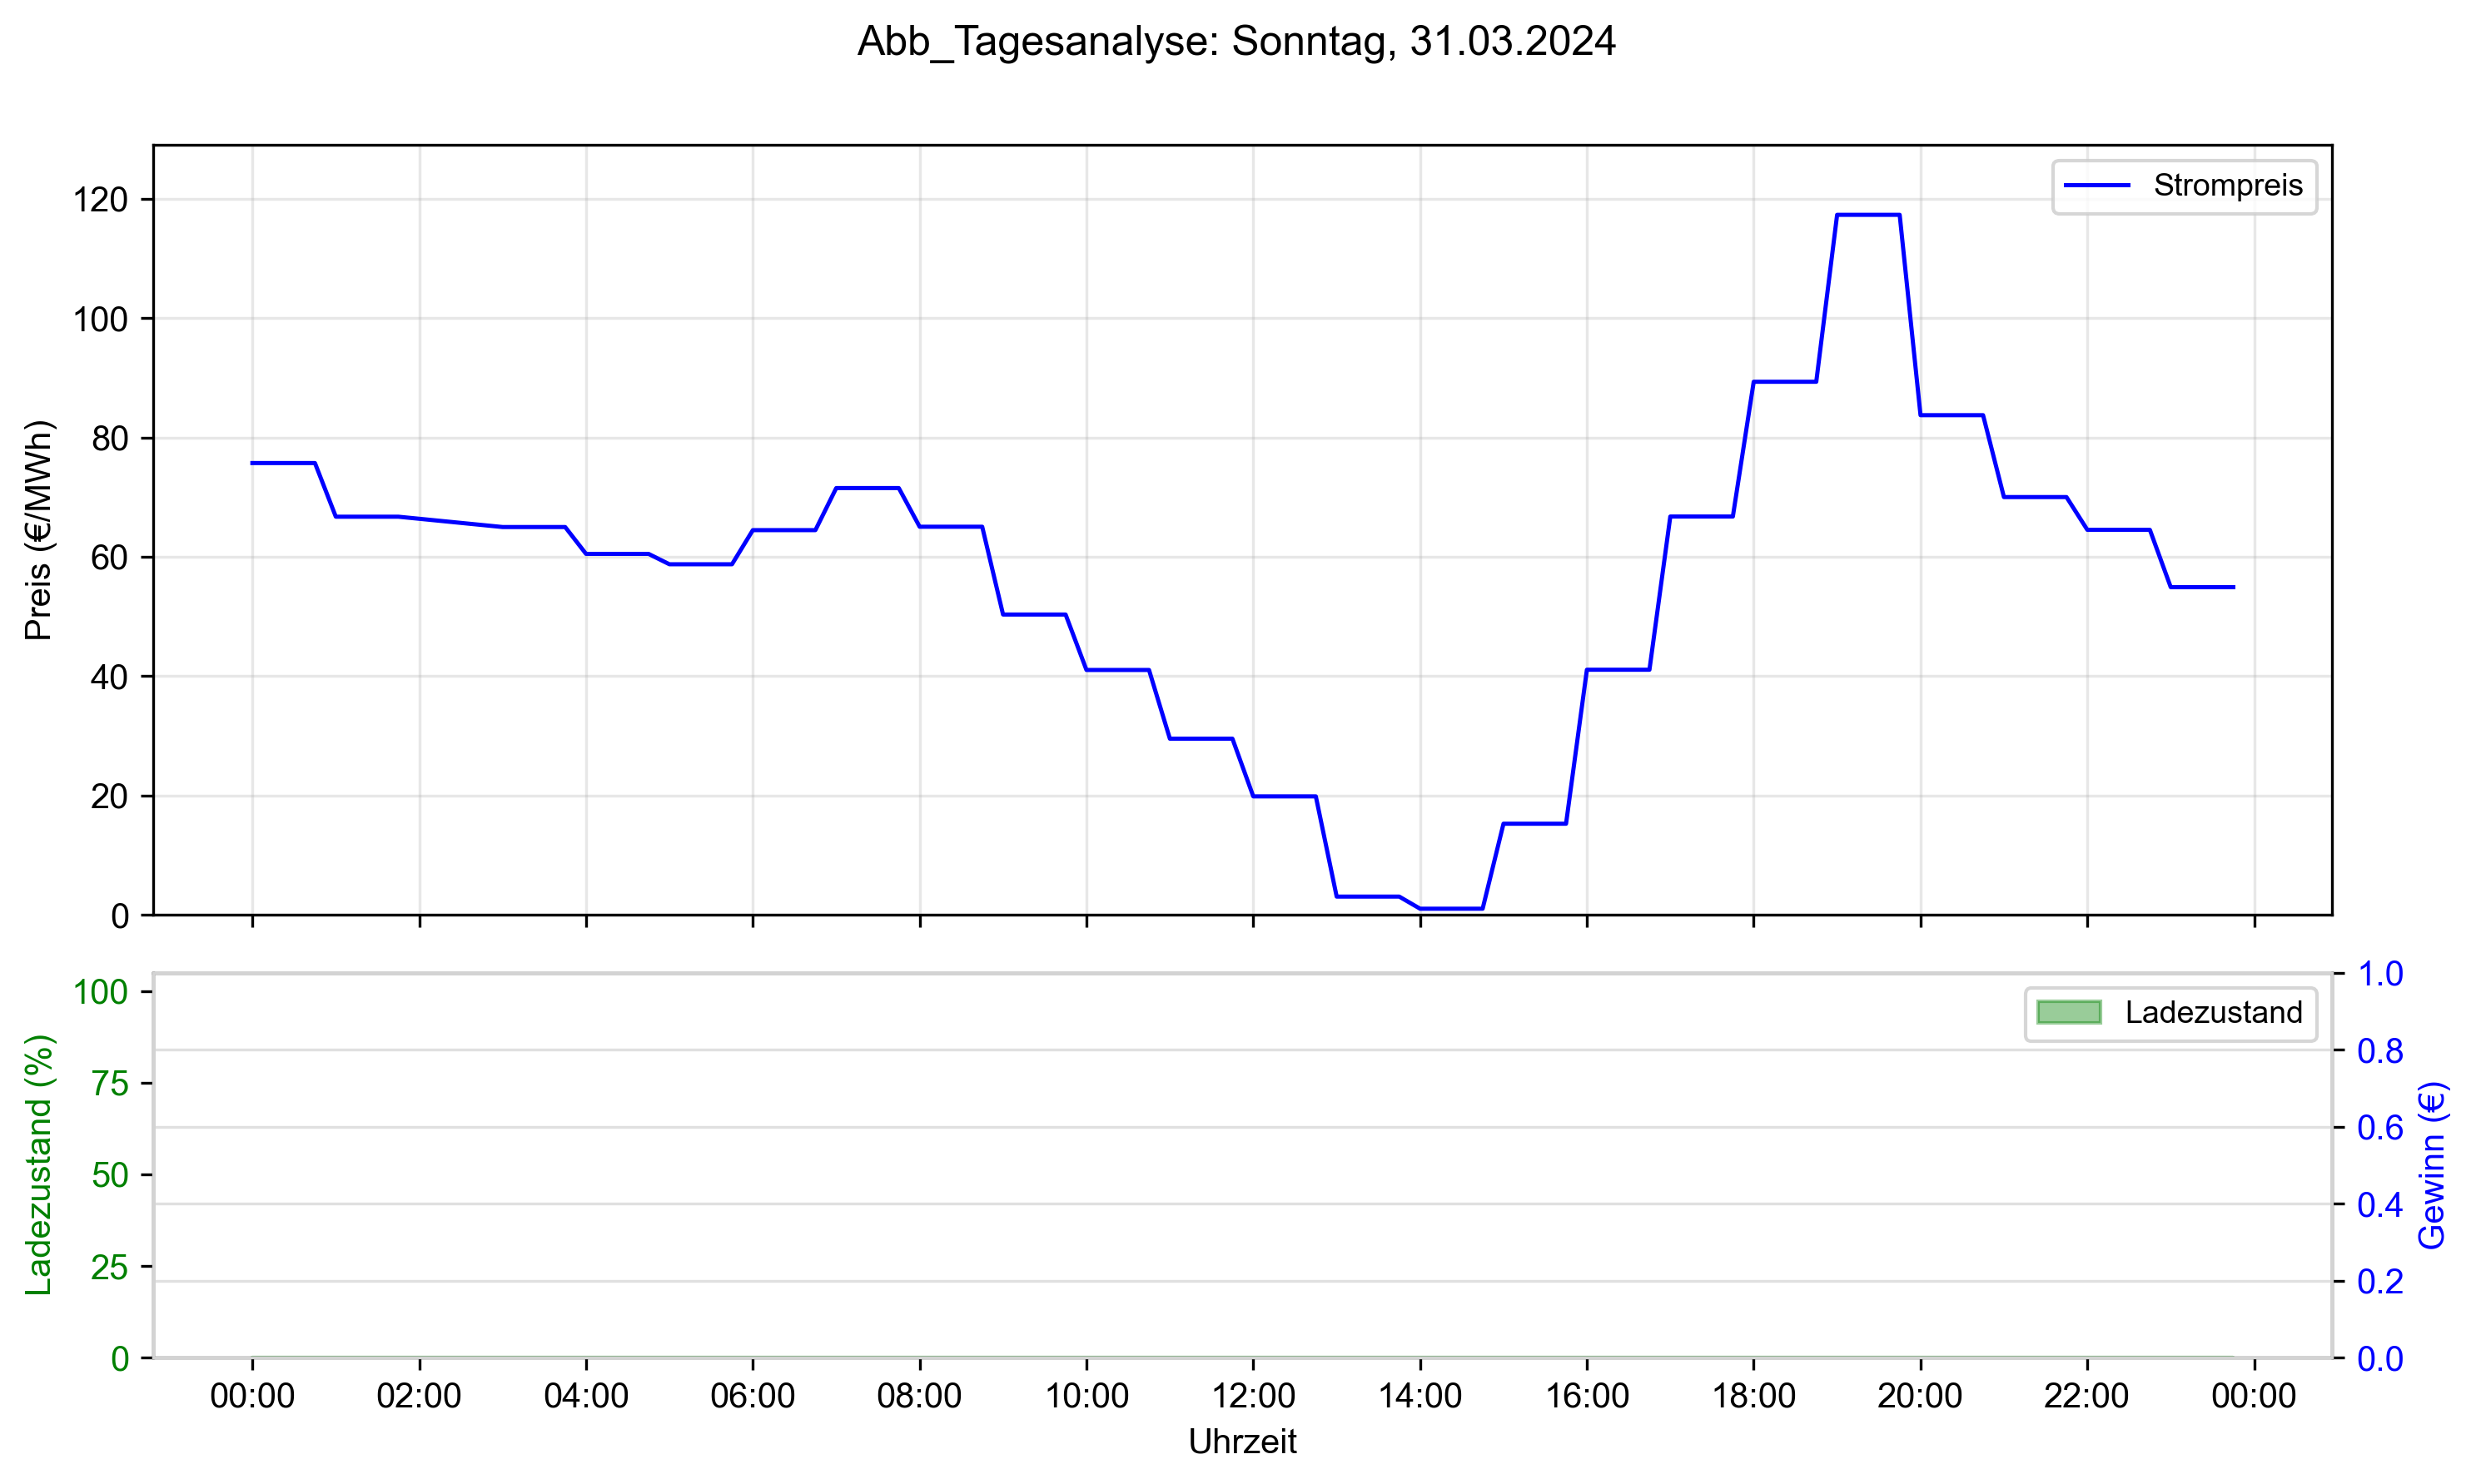 Abb_Tagesanalyse: Sonntag, 31.03.2024
Strompreis
Preis (€/MWh)
120
100
80
60
40
20
0
Ladezustand
Ladezustand (%)
100
75
50
25
0
1.0
0.8
0.6
0.4
0.2
0.0
Gewinn (€)
00:00 02:00 04:00 06:00 08:00 10:00 12:00 14:00 16:00 18:00 20:00 22:00 00:00
Uhrzeit